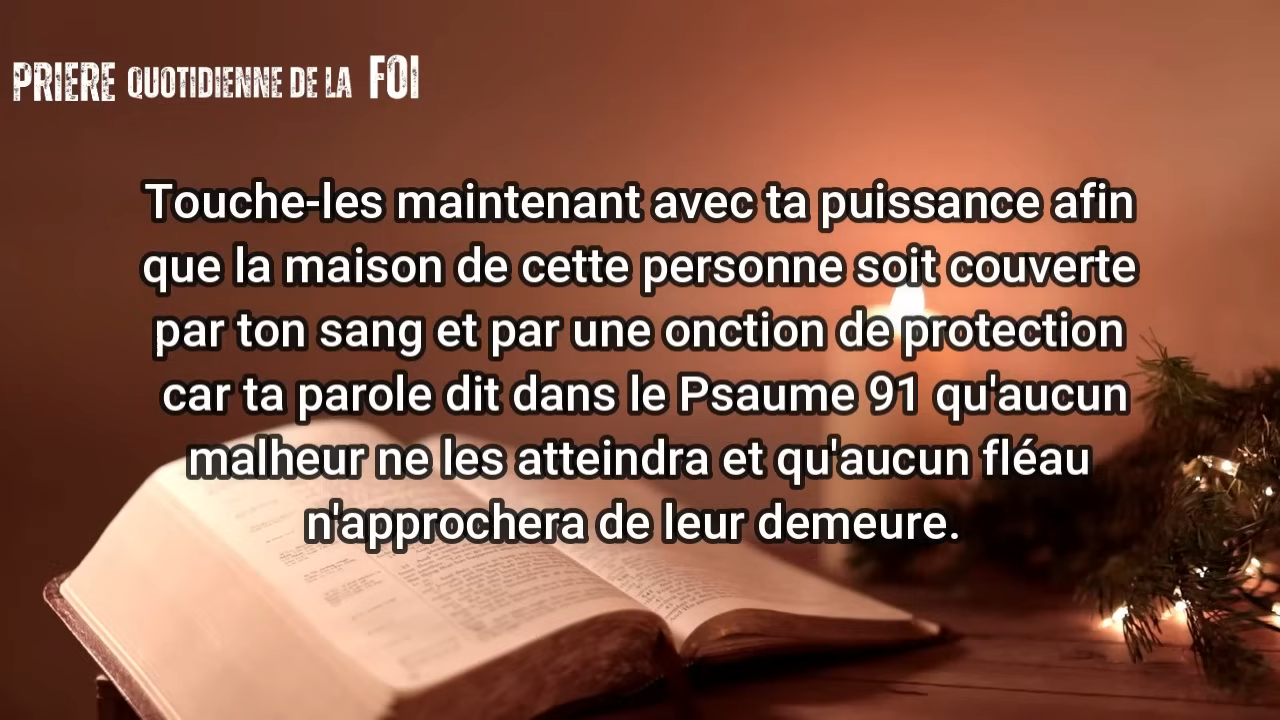 PRIERE QUOTIDIENNE DE LA FOI
Touche-les maintenant avec ta puissance afin
que la maison de cette personne soit couverte
par ton sang et par une onction de protection
car ta parole dit dans le Psaume 91 qu'aucun
malheur ne les atteindra et qu'aucun fléau
n'approchera de leur demeure.